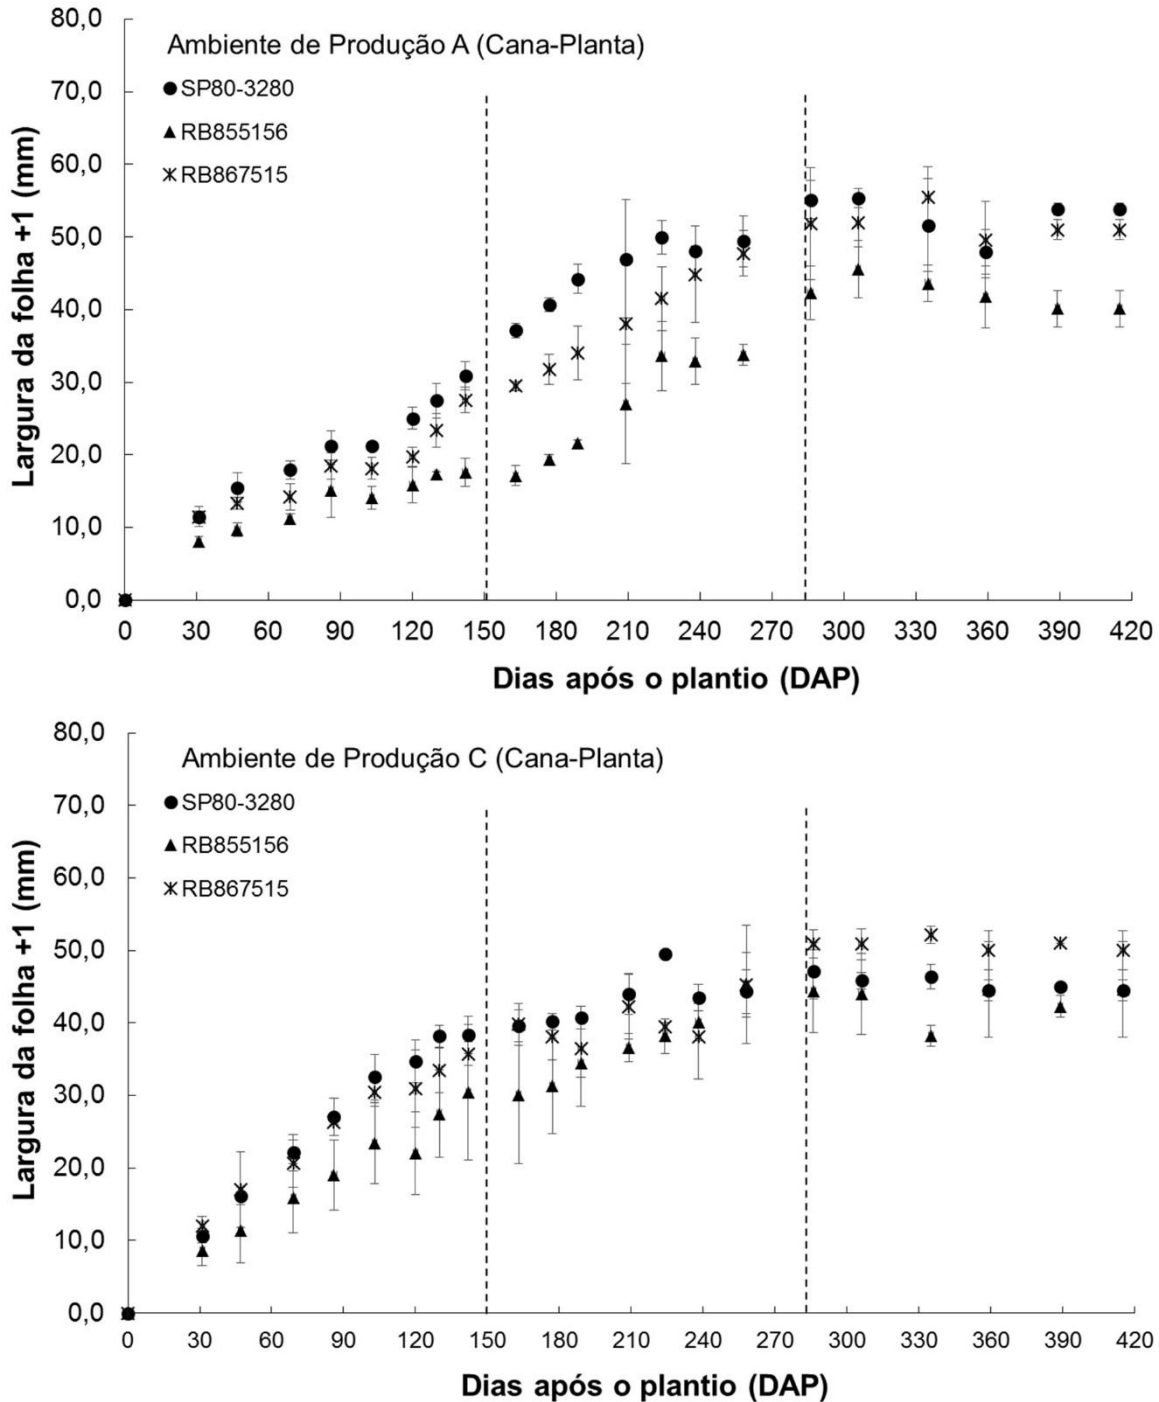 80,0
Ambiente de Produção A (Cana-Planta)
70,0
SP80-3280
60,0
RB855156
RB867515
50,0
40,0
30,0
20,0
10,0
0,0
Largura da folha +1 (mm)
0 30 60 90 120 150 180 210 240 270 300 330 360 390 420
Dias após o plantio (DAP)
80,0
Ambiente de Produção C (Cana-Planta)
70,0
SP80-3280
60,0
RB855156
RB867515
50,0
40,0
30,0
20,0
10,0
0,0
Largura da folha +1 (mm)
0 30 60 90 120 150 180 210 240 270 300 330 360 390 420
Dias após o plantio (DAP)